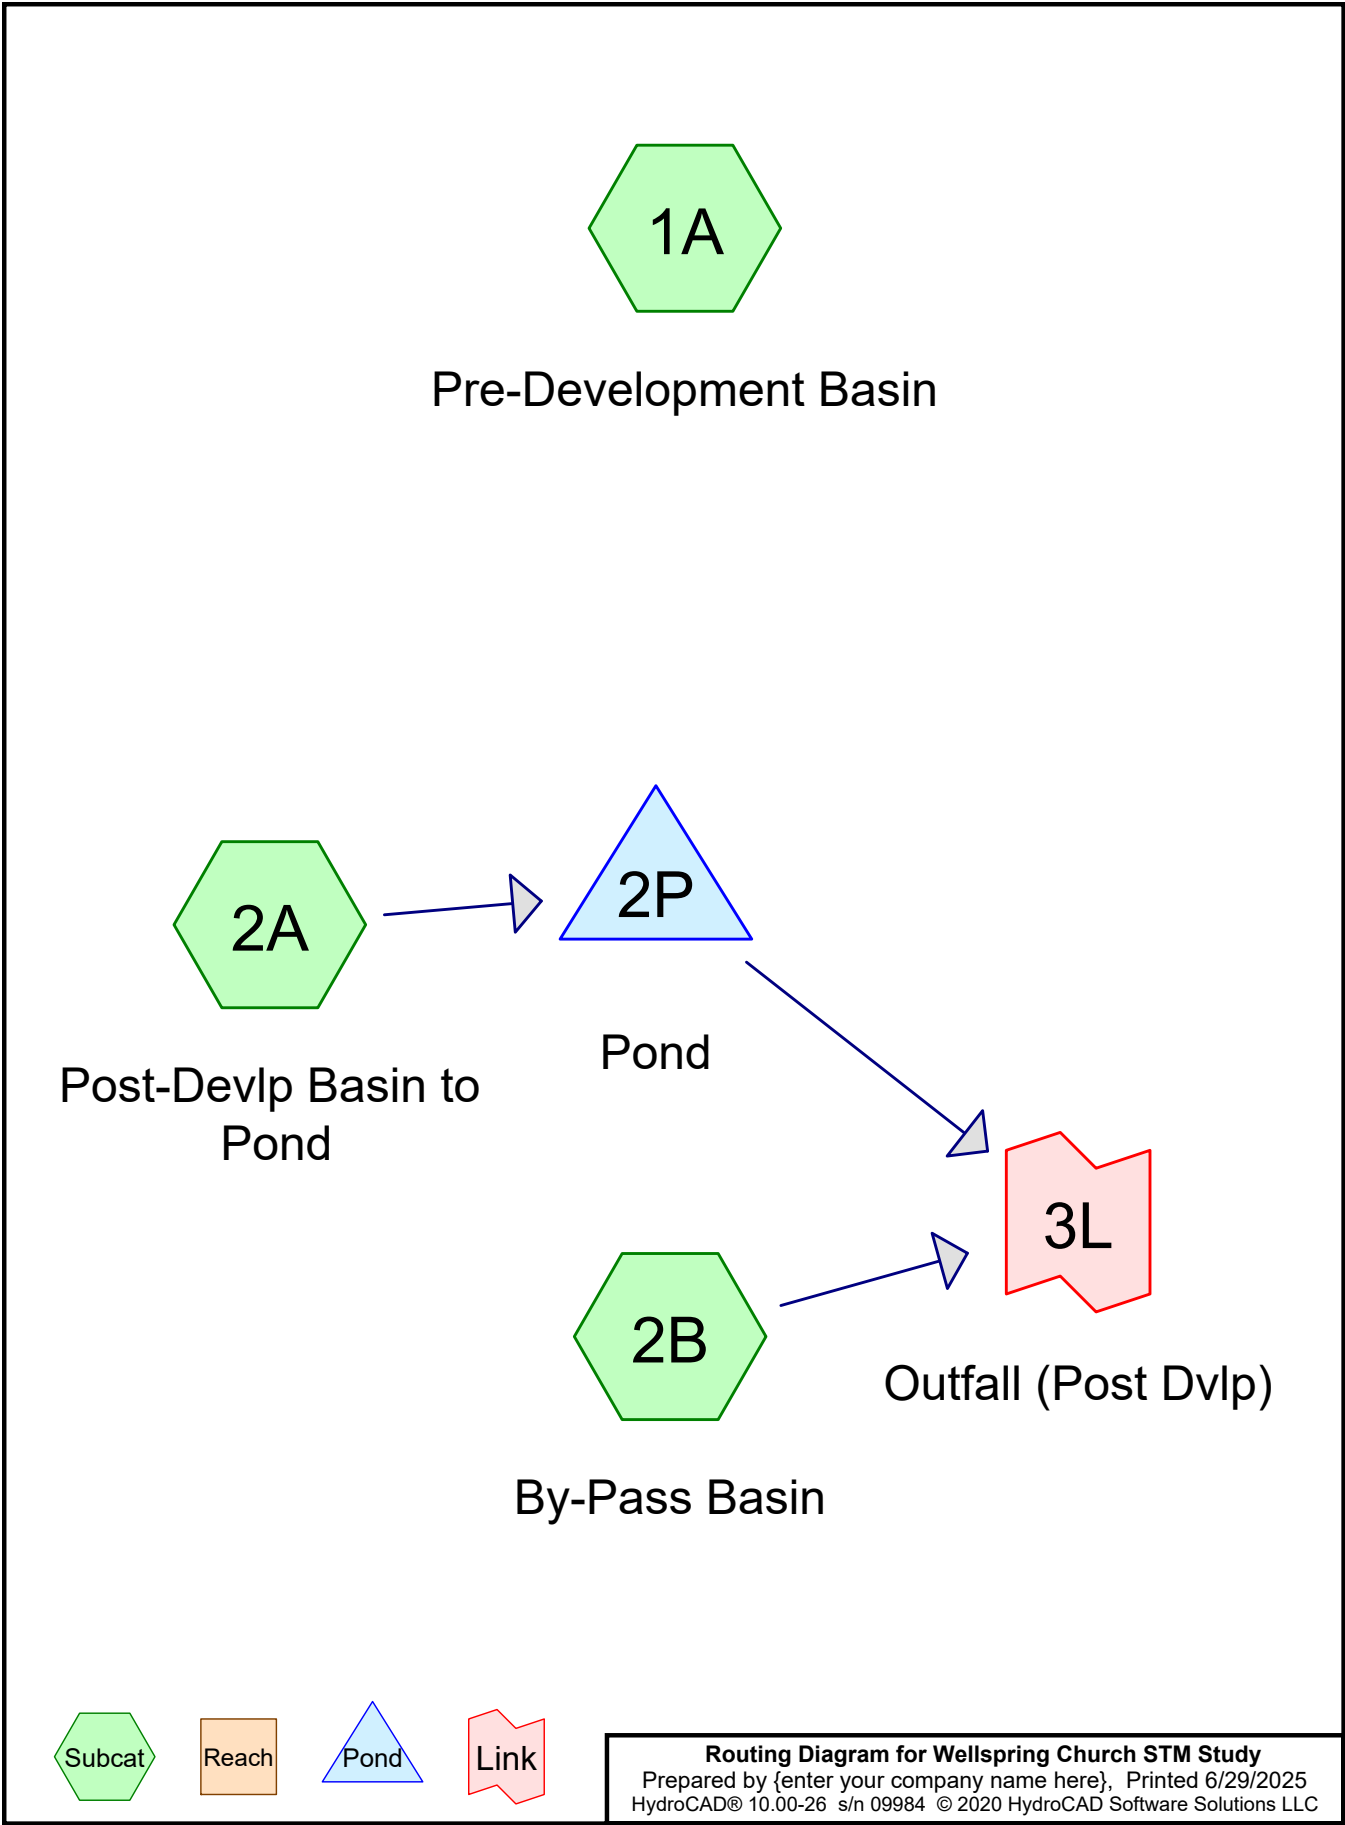 1A
Pre-Development Basin
2A
2P
Post-Devlp Basin to
Pond
Pond
3L
2B
Outfall (Post Dvlp)
By-Pass Basin
Subcat
Reach
Pond
Link
Routing Diagram for Wellspring Church STM Study
Prepared by {enter your company name here},  Printed 6/29/2025
HydroCAD® 10.00-26  s/n 09984  © 2020 HydroCAD Software Solutions LLC